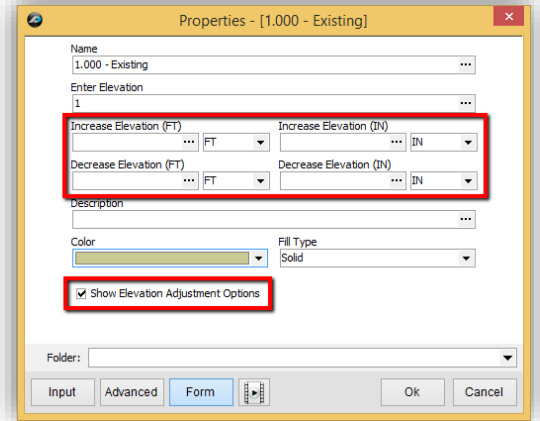 Properties - [1.000 - Existing]
Name
1.000 - Existing
Enter Elevation
1
Increase Elevation (FT) Increase Elevation (IN)
FT IN
Decrease Elevation (FT) Decrease Elevation (IN)
FT IN
Description
Color Fill Type
Solid
Show Elevation Adjustment Options
Folder:
Input Advanced Form Ok Cancel